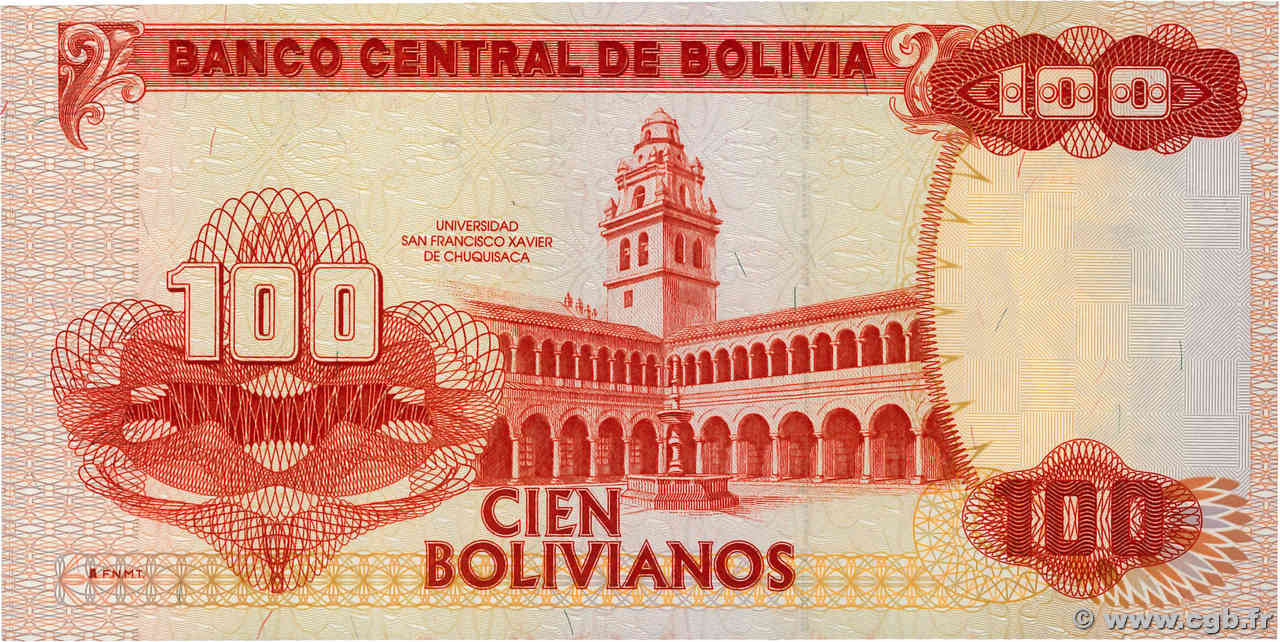 BANCO CENTRAL DE BOLIVIA
100
UNIVERSIDAD
SAN FRANCISCO XAVIER
DE CHUQUISACA
100
CIEN
BOLIVIANOS
100
F.N.M.T.
© www.cgb.fr